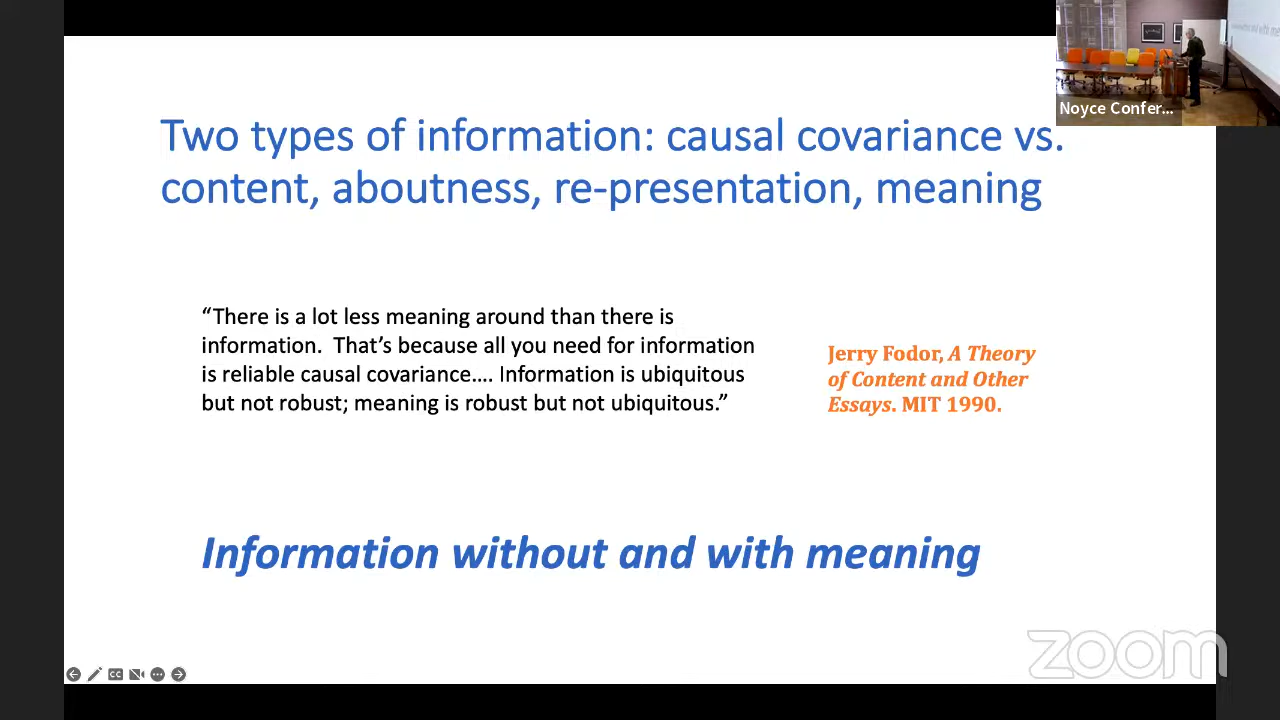 Two types of information: causal covariance vs.
content, aboutness, re-presentation, meaning
“There is a lot less meaning around than there is
information.  That’s because all you need for information
is reliable causal covariance…. Information is ubiquitous
but not robust; meaning is robust but not ubiquitous.”
Jerry Fodor, A Theory
of Content and Other
Essays. MIT 1990.
Information without and with meaning
Noyce Confer...
CC
zoom